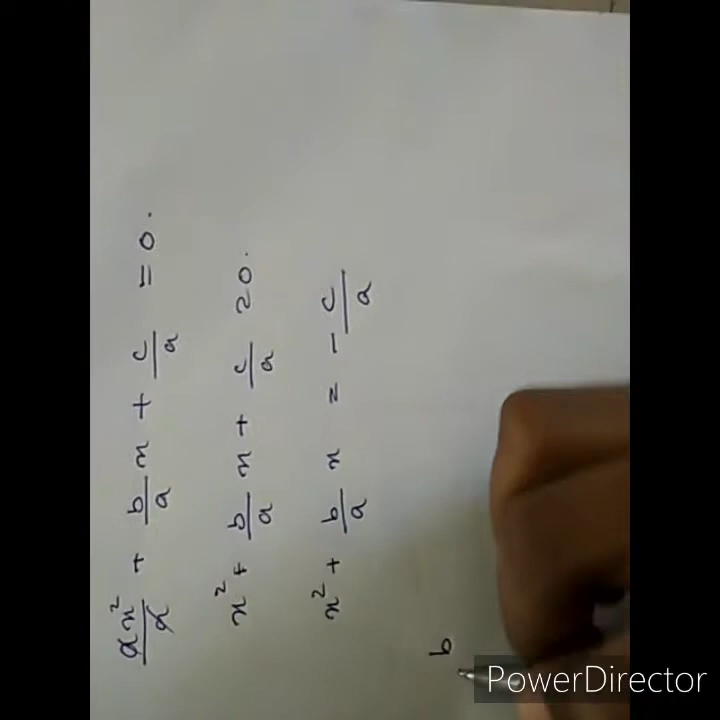 ax²/a + b/a x + c/a = 0.
x² + b/a x + c/a = 0.
x² + b/a x = - c/a
b
PowerDirector